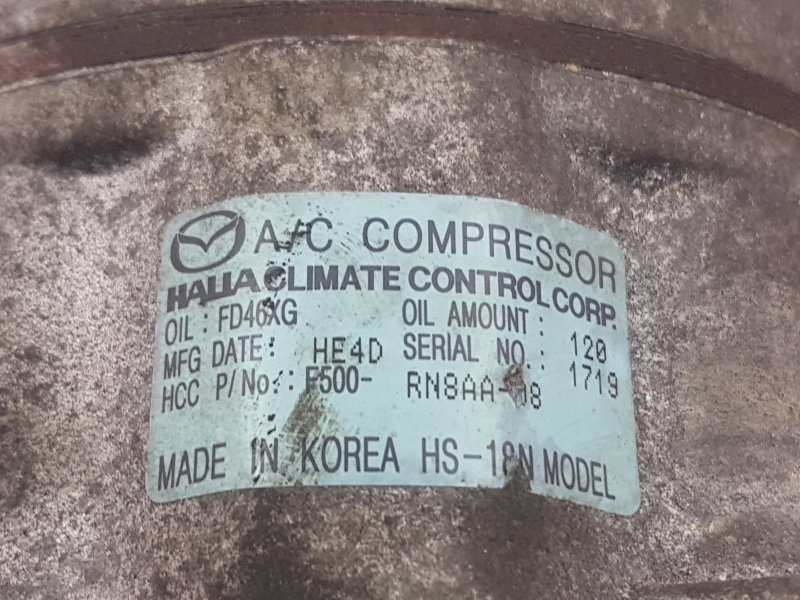 A/C COMPRESSOR
HALLA CLIMATE CONTROL CORP.
OIL : FD46XG OIL AMOUNT : 120
MFG DATE : HE4D SERIAL NO. : 1719
HCC P/No. : F500- RN8AA-08
MADE IN KOREA HS-18N MODEL